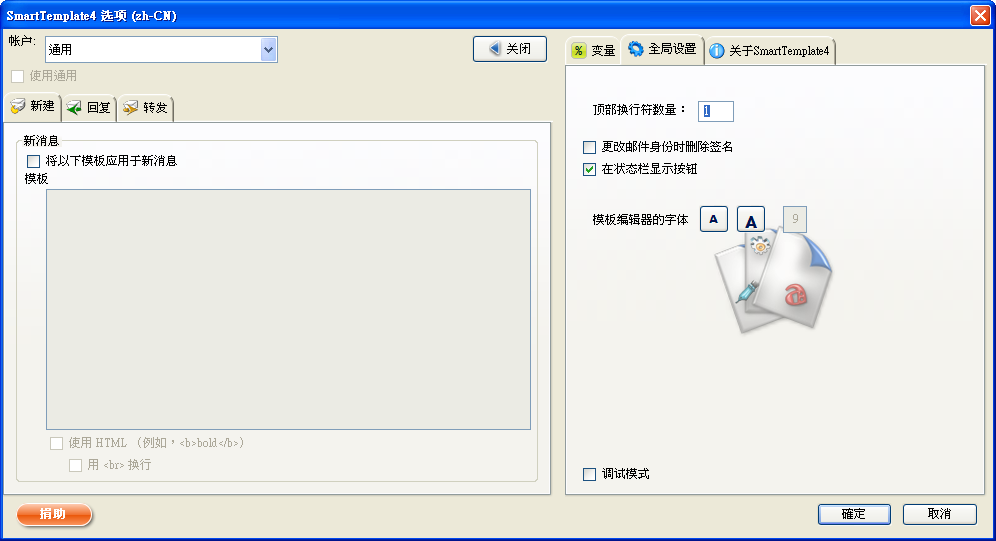 SmartTemplate4 选项 (zh-CN)
帐户:
通用
关闭
使用通用
新建
回复
转发
新消息
将以下模板应用于新消息
模板
使用 HTML （例如，<b>bold</b>）
用 <br> 换行
捐助
% 变量
全局设置
关于SmartTemplate4
顶部换行符数量：
1
更改邮件身份时删除签名
在状态栏显示按钮
模板编辑器的字体
A
A
9
调试模式
確定
取消